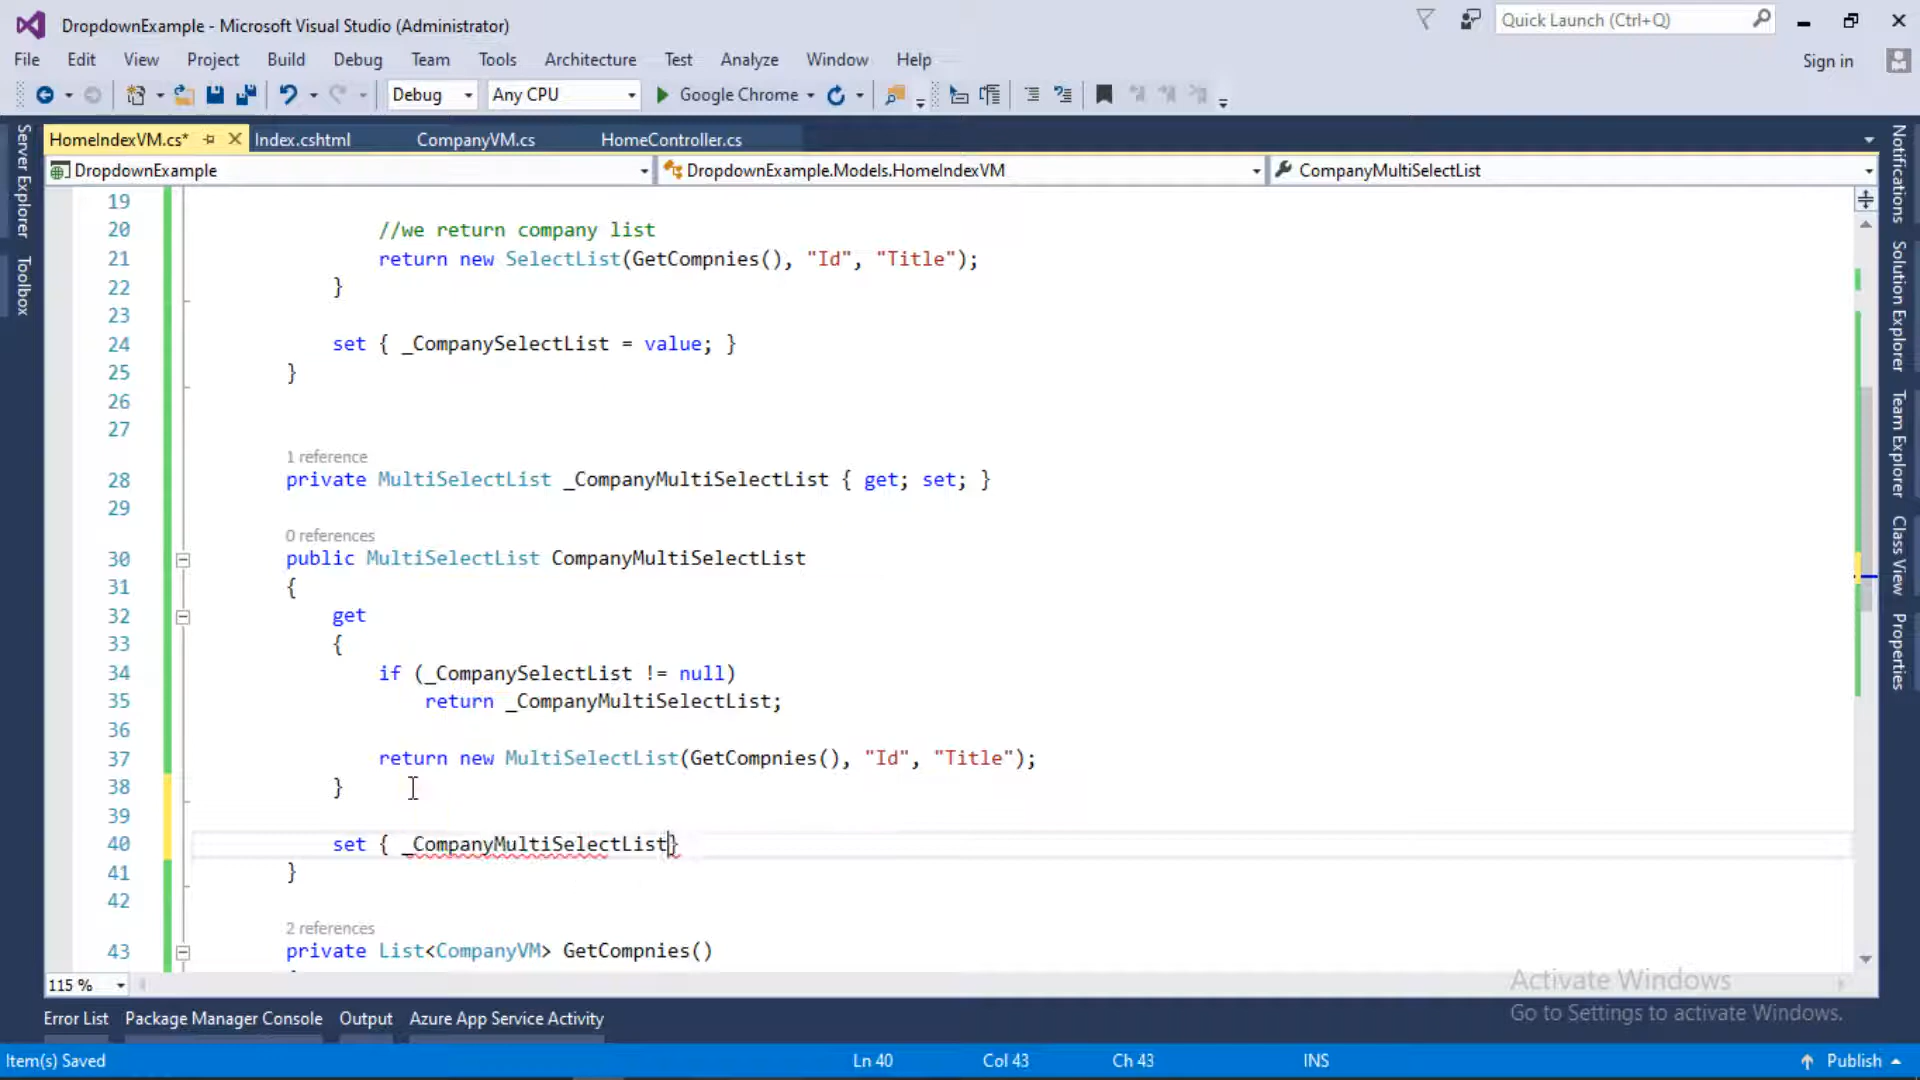 DropdownExample - Microsoft Visual Studio (Administrator)
Quick Launch (Ctrl+Q)
File Edit View Project Build Debug Team Tools Architecture Test Analyze Window Help
Sign in
Debug Any CPU Google Chrome
HomeIndexVM.cs* Index.cshtml CompanyVM.cs HomeController.cs
DropdownExample DropdownExample.Models.HomeIndexVM CompanyMultiSelectList
Server Explorer
Toolbox
19
20 //we return company list
21 return new SelectList(GetCompnies(), "Id", "Title");
22 }
23
24 set { _CompanySelectList = value; }
25 }
26
27
1 reference
28 private MultiSelectList _CompanyMultiSelectList { get; set; }
29
0 references
30 public MultiSelectList CompanyMultiSelectList
31 {
32 get
33 {
34 if (_CompanySelectList != null)
35 return _CompanyMultiSelectList;
36
37 return new MultiSelectList(GetCompnies(), "Id", "Title");
38 }
39
40 set { _CompanyMultiSelectList}
41 }
42
2 references
43 private List<CompanyVM> GetCompnies()
Notifications
Solution Explorer
Team Explorer
Class View
Properties
115 %
Activate Windows
Go to Settings to activate Windows.
Error List Package Manager Console Output Azure App Service Activity
Item(s) Saved Ln 40 Col 43 Ch 43 INS Publish